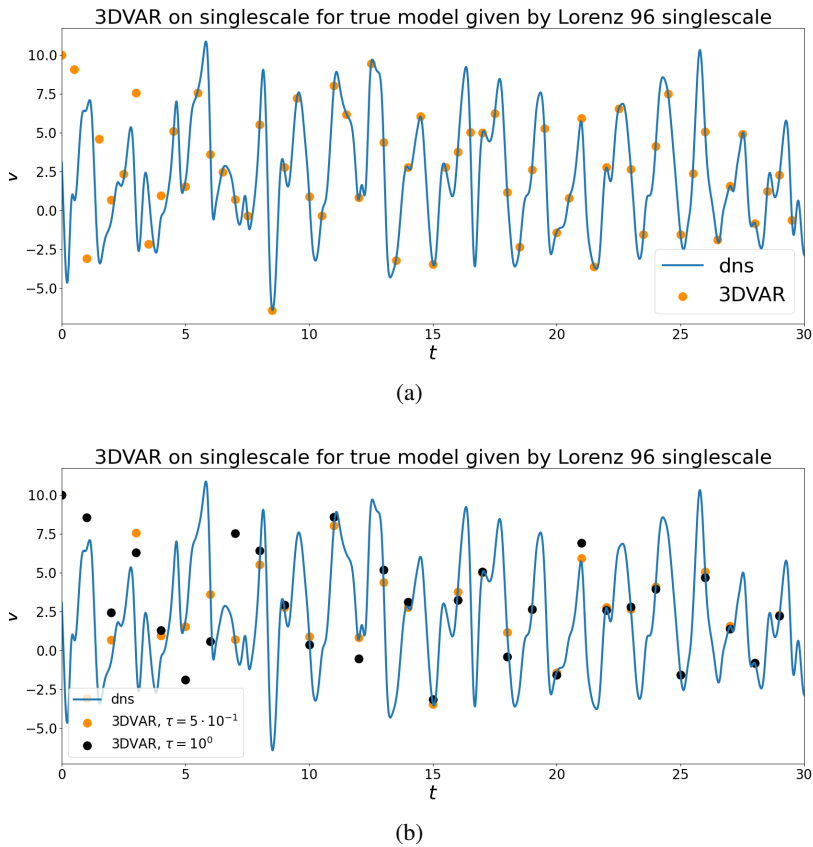 3DVAR on singlescale for true model given by Lorenz 96 singlescale
10.0
7.5
5.0
2.5
0.0
−2.5
−5.0
v
dns
3DVAR
0 5 10 15 20 25 30
t
(a)
3DVAR on singlescale for true model given by Lorenz 96 singlescale
10.0
7.5
5.0
2.5
0.0
−2.5
−5.0
v
dns
3DVAR, τ = 5 · 10⁻¹
3DVAR, τ = 10⁰
0 5 10 15 20 25 30
t
(b)